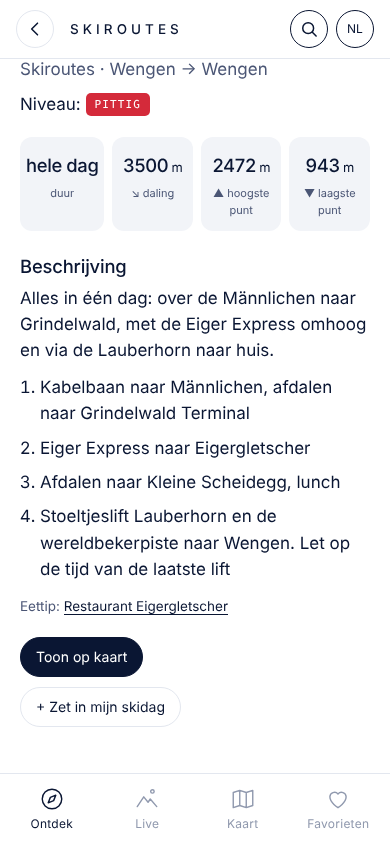 SKIROUTES
NL
Skiroutes · Wengen → Wengen
Niveau: PITTIG
hele dag
duur
3500 m
↘ daling
2472 m
▲ hoogste
punt
943 m
▼ laagste
punt
Beschrijving
Alles in één dag: over de Männlichen naar
Grindelwald, met de Eiger Express omhoog
en via de Lauberhorn naar huis.
1. Kabelbaan naar Männlichen, afdalen
naar Grindelwald Terminal
2. Eiger Express naar Eigergletscher
3. Afdalen naar Kleine Scheidegg, lunch
4. Stoeltjeslift Lauberhorn en de
wereldbekerpiste naar Wengen. Let op
de tijd van de laatste lift
Eettip: Restaurant Eigergletscher
Toon op kaart
+ Zet in mijn skidag
Ontdek
Live
Kaart
Favorieten